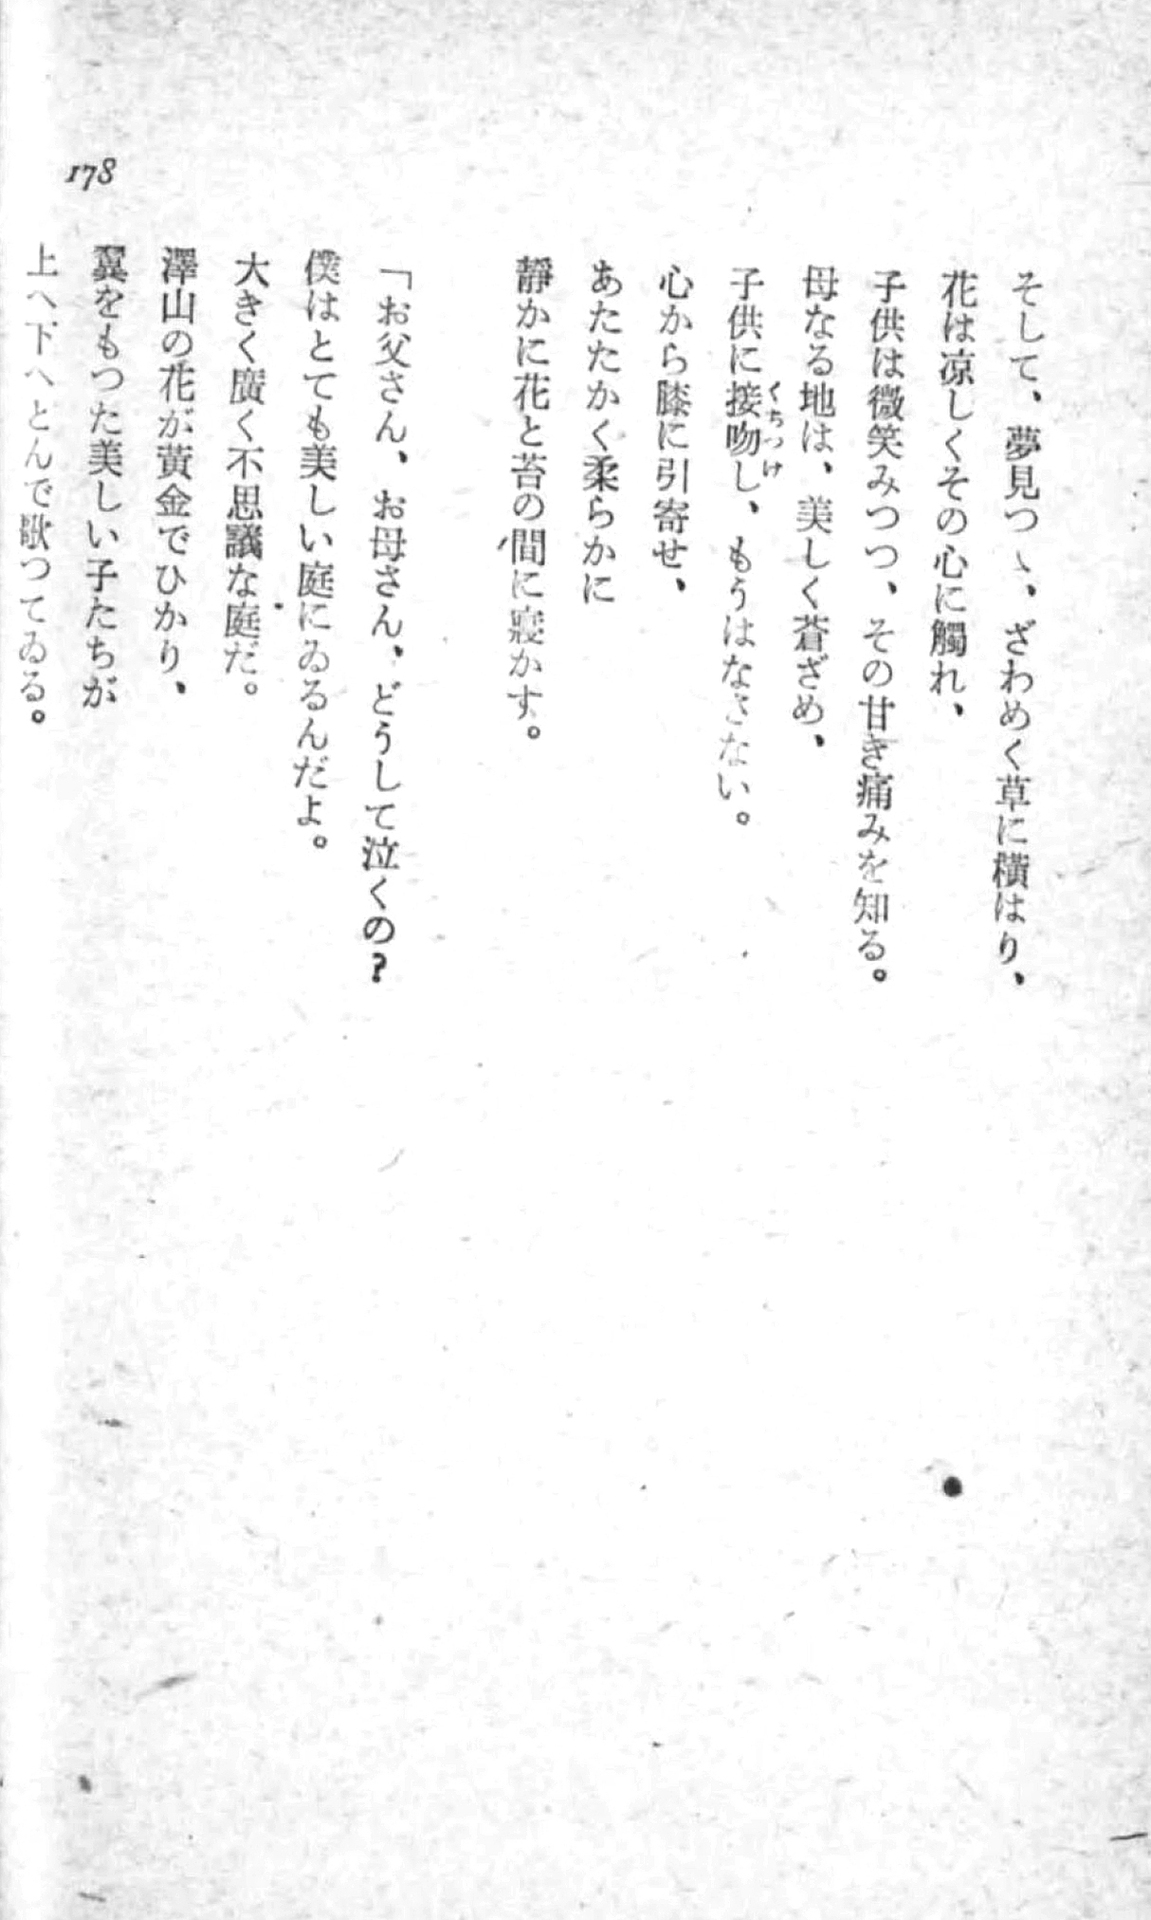 178
そして、夢見つゝ、ざわめく草に横はり、
花は凉しくその心に觸れ、
子供は微笑みつつ、その甘き痛みを知る。
母なる地は、美しく蒼ざめ、
子供に接吻し、もうはなさない。
くちつけ
心から膝に引寄せ、
あたたかく柔らかに
靜かに花と苔の間に寢かす。
「お父さん、お母さん、どうして泣くの?
僕はとても美しい庭にゐるんだよ。
大きく廣く不思議な庭だ。
澤山の花が黃金でひかり、
翼をもつた美しい子たちが
上へ下へとんで歌つてゐる。